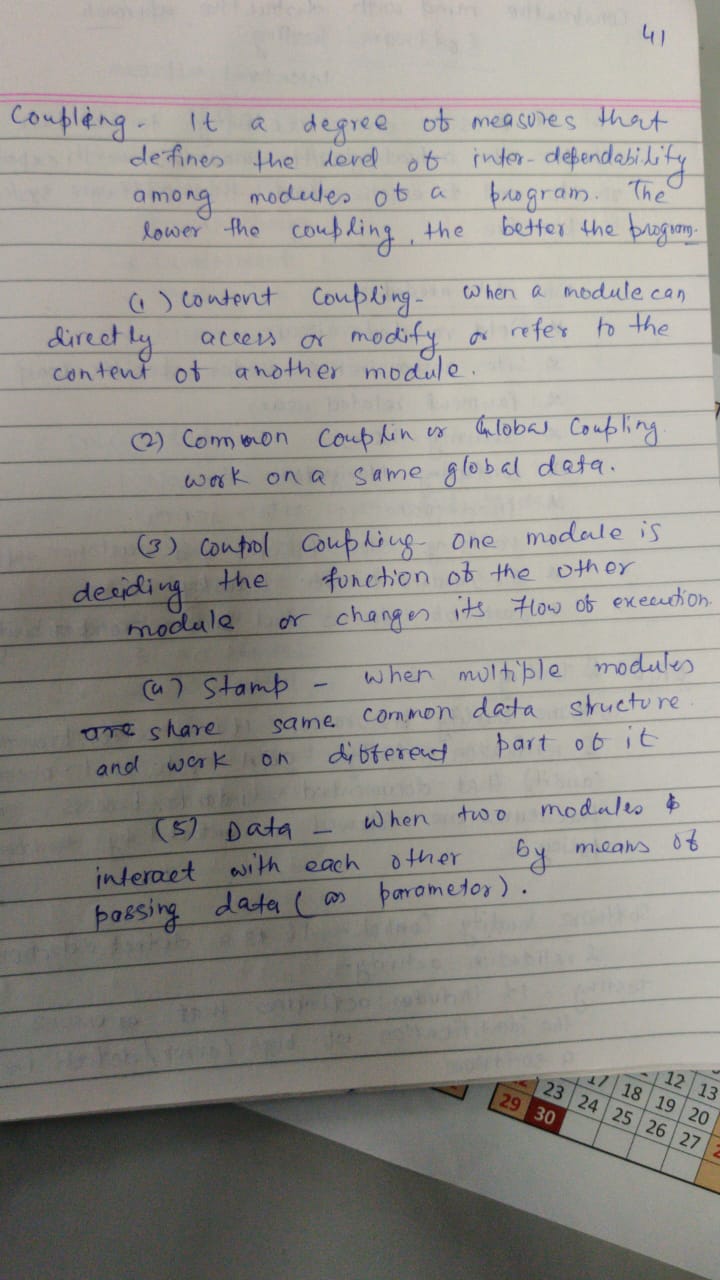 41
Coupling - It a degree of measures that
defines the level of inter-dependability
among modules of a program. The
lower the coupling, the better the program.
(1) Content Coupling - When a module can
directly access or modify or refer to the
content of another module.
(2) Common Couplin or Global Coupling
work on a same global data.
(3) Control Coupling - One module is
deciding the function of the other
module or changes its flow of execution.
(4) Stamp - when multiple modules
are share same common data structure
and work on different part of it
(5) Data - When two modules
interact with each other by means of
passing data (as parameter).
12 13
17 18 19 20
23 24 25 26 27
29 30